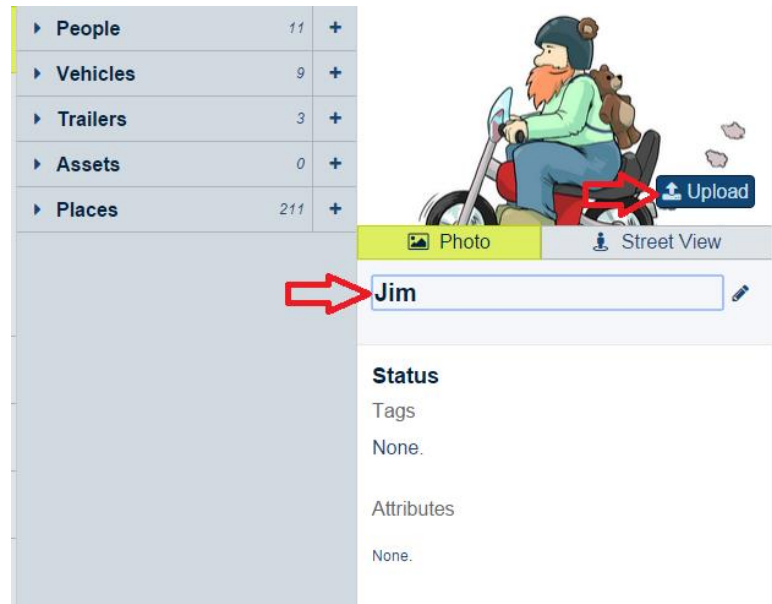 People 11 +
Vehicles 9 +
Trailers 3 +
Assets 0 +
Places 211 +
Upload
Photo
Street View
Jim
Status
Tags
None.
Attributes
None.